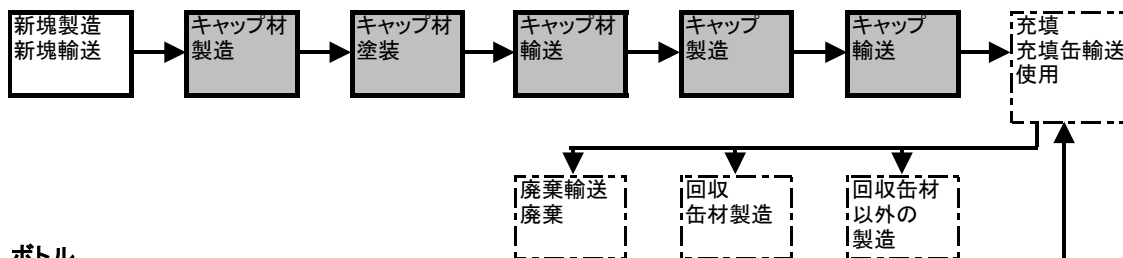 新塊製造
新塊輸送
キャップ材
製造
キャップ材
塗装
キャップ材
輸送
キャップ
製造
キャップ
輸送
充填
充填缶輸送
使用
廃棄輸送
廃棄
回収
缶材製造
回収缶材
以外の
製造
ボトル